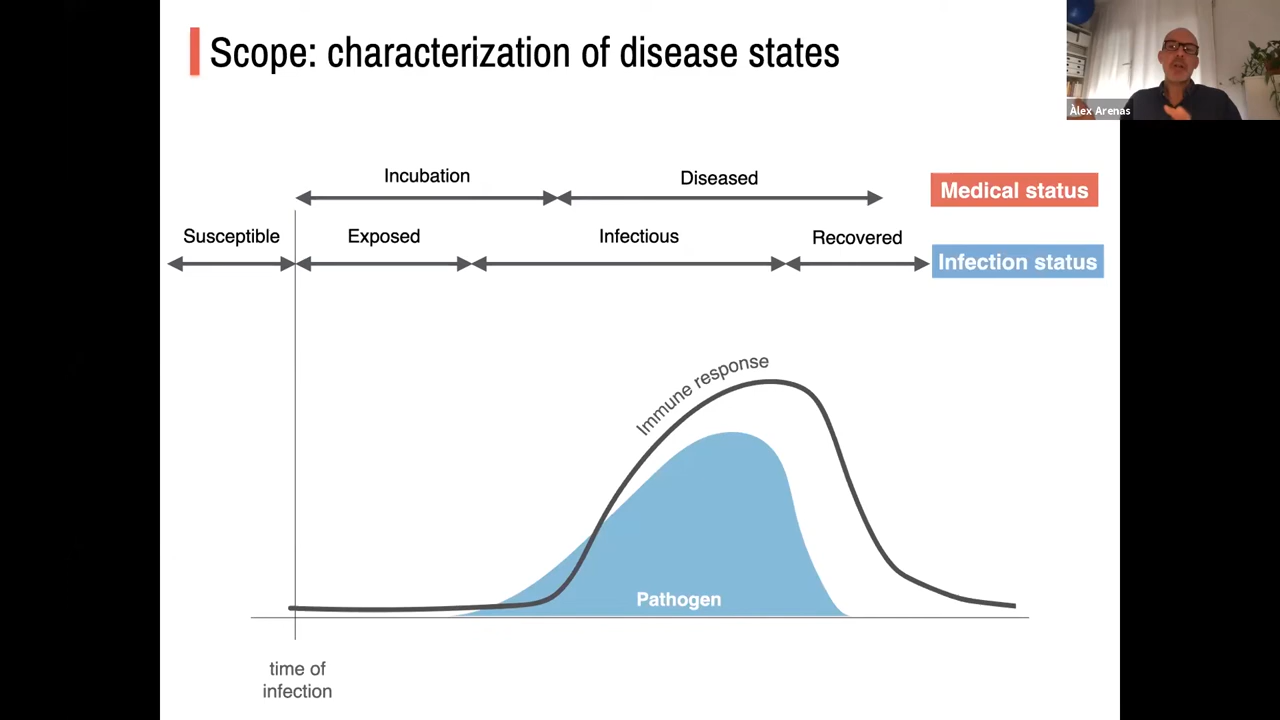 Scope: characterization of disease states
Àlex Arenas
Incubation
Diseased
Medical status
Susceptible
Exposed
Infectious
Recovered
Infection status
Immune response
Pathogen
time of
infection